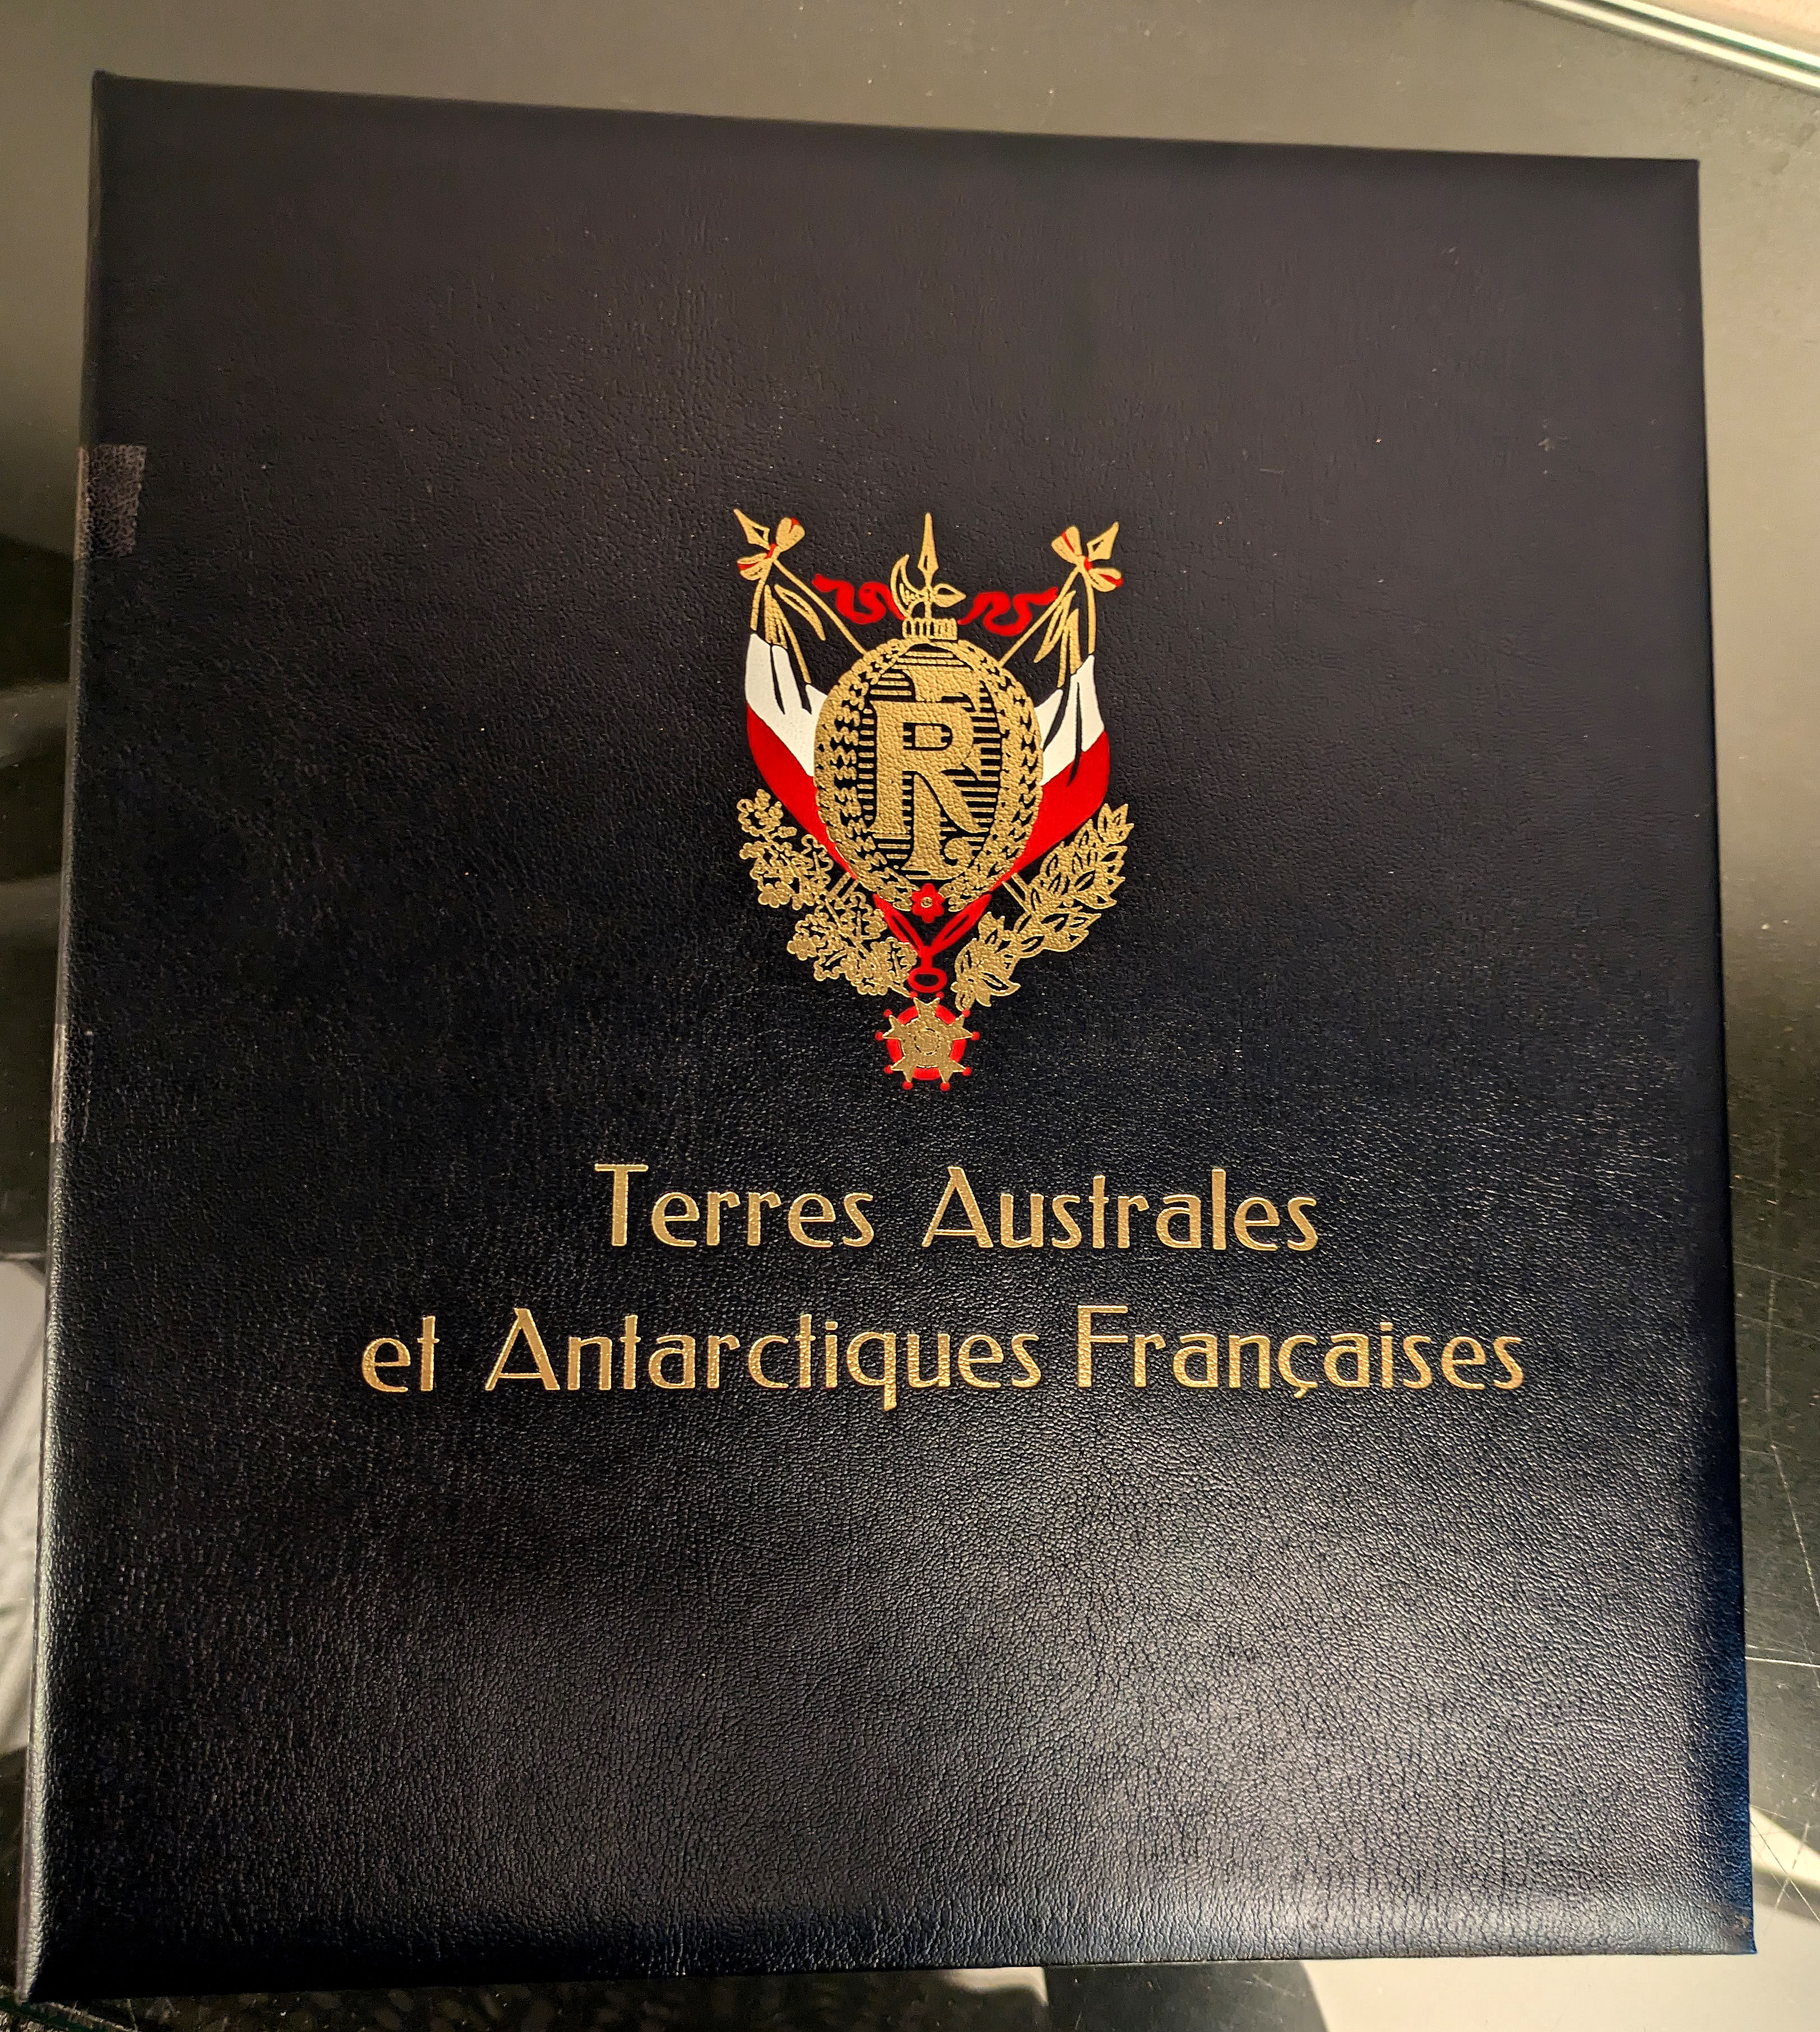 RF
Terres Australes
et Antarctiques Françaises